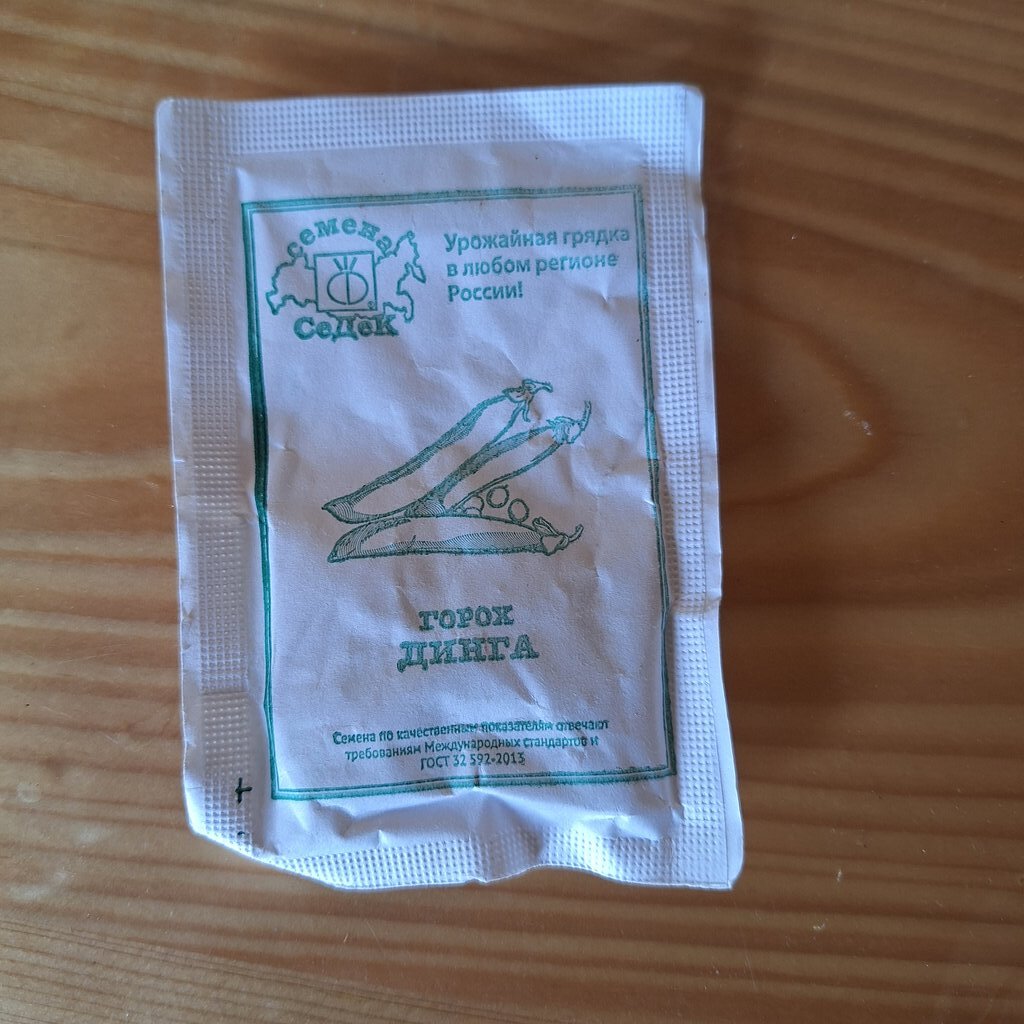 семена
СеДеК
Урожайная грядка
в любом регионе
России!
ГОРОХ
ДИНГА
Семена по качественным показателям отвечают
требованиям Международных стандартов и
ГОСТ 32 592-2013
+